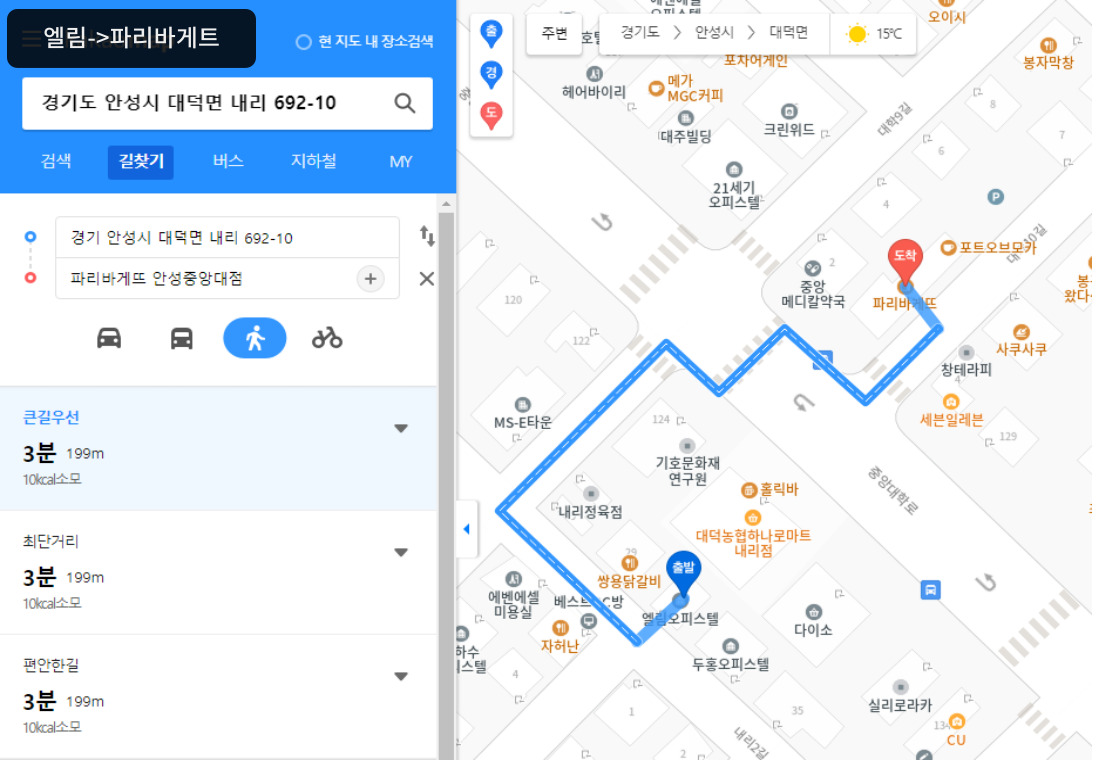 엘림->파리바게트
현 지도 내 장소검색
경기도 안성시 대덕면 내리 692-10
검색
길찾기
버스
지하철
MY
경기 안성시 대덕면 내리 692-10
파리바게뜨 안성중앙대점
큰길우선
3분 199m
10kcal소모
최단거리
3분 199m
10kcal소모
편안한길
3분 199m
10kcal소모
출
경
도
주변
경기도 > 안성시 > 대덕면
15℃
오피스텔
오이시
봉자막창
포차어게인
헤어바이리
메가
MGC커피
대주빌딩
크린위드
대학9길
8
7
6
21세기
오피스텔
4
P
2
도착
포트오브모카
중앙
메디칼약국
파리바게뜨
120
122
사쿠사쿠
창테라피
4
세븐일레븐
129
MS-E타운
124
기호문화재
연구원
중앙대학로
홀릭바
내리정육점
대덕농협하나로마트
내리점
29
쌍용닭갈비
출발
에벤에셀
미용실
엘림오피스텔
다이소
자허난
두홍오피스텔
4
실리로라카
1
35
134
CU
내리2길
2